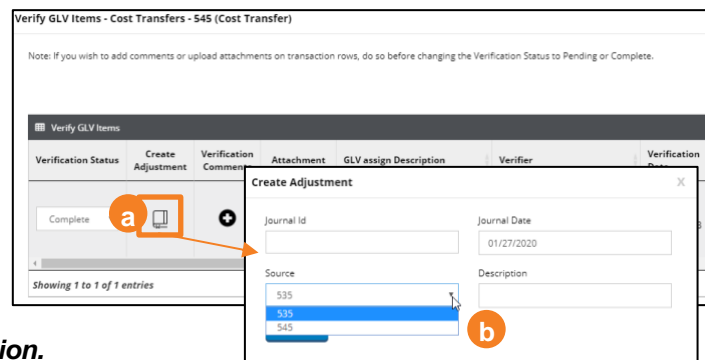 Verify GLV Items - Cost Transfers - 545 (Cost Transfer)
Note: If you wish to add comments or upload attachments on transaction rows, do so before changing the Verification Status to Pending or Complete.
Verify GLV Items
Verification Status Create Adjustment Verification Comment Attachment GLV assign Description Verifier Verification
Complete a
Showing 1 to 1 of 1 entries
Create Adjustment X
Journal Id Journal Date
01/27/2020
Source Description
535
535
545
b
ion.